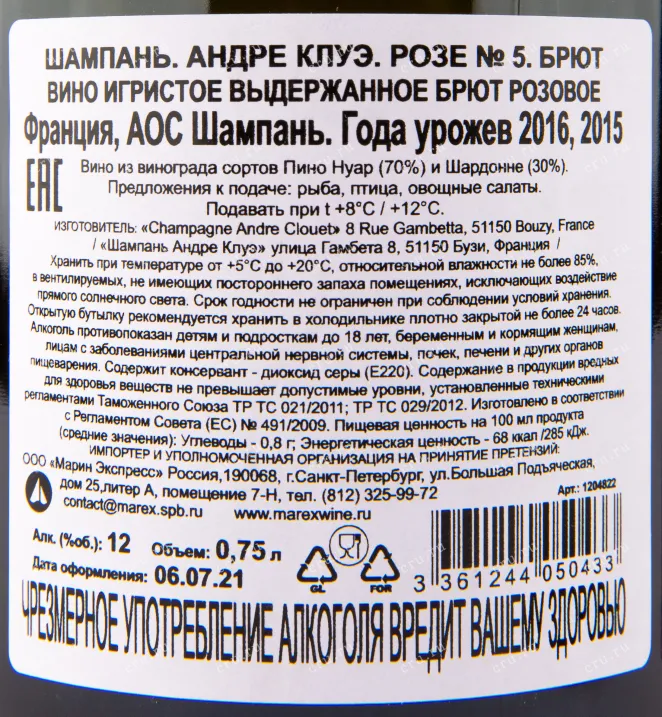 ШАМПАНЬ. АНДРЕ КЛУЭ. РОЗЕ № 5. БРЮТ
ВИНО ИГРИСТОЕ ВЫДЕРЖАННОЕ БРЮТ РОЗОВОЕ
Франция, АОС Шампань. Года урожев 2016, 2015
EAC
Вино из винограда сортов Пино Нуар (70%) и Шардонне (30%).
Предложения к подаче: рыба, птица, овощные салаты.
Подавать при t +8°C / +12°C.
ИЗГОТОВИТЕЛЬ: «Champagne Andre Clouet» 8 Rue Gambetta, 51150 Bouzy, France
/ «Шампань Андре Клуэ» улица Гамбета 8, 51150 Бузи, Франция /
Хранить при температуре от +5°C до +20°C, относительной влажности не более 85%,
в вентилируемых, не имеющих постороннего запаха помещениях, исключающих воздействие
прямого солнечного света. Срок годности не ограничен при соблюдении условий хранения.
Открытую бутылку рекомендуется хранить в холодильнике плотно закрытой не более 24 часов.
Алкоголь противопоказан детям и подросткам до 18 лет, беременным и кормящим женщинам,
лицам с заболеваниями центральной нервной системы, почек, печени и других органов
пищеварения. Содержит консервант - диоксид серы (Е220). Содержание в продукции вредных
для здоровья веществ не превышает допустимые уровни, установленные техническими
регламентами Таможенного Союза ТР ТС 021/2011; ТР ТС 029/2012. Изготовлено в соответствии
с Регламентом Совета (ЕС) № 491/2009. Пищевая ценность на 100 мл продукта
(средние значения): Углеводы - 0,8 г; Энергетическая ценность - 68 ккал /285 кДж.
ИМПОРТЕР И УПОЛНОМОЧЕННАЯ ОРГАНИЗАЦИЯ НА ПРИНЯТИЕ ПРЕТЕНЗИЙ:
ООО «Марин Экспресс» Россия,190068, г.Санкт-Петербург, ул.Большая Подъяческая,
дом 25,литер А, помещение 7-Н, тел. (812) 325-99-72
contact@marex.spb.ru www.marexwine.ru
Арт.: 1204822
Алк. (%об.): 12 Объем: 0,75 л
Дата оформления: 06.07.21
GL FOR
3 361244 050433
ЧРЕЗМЕРНОЕ УПОТРЕБЛЕНИЕ АЛКОГОЛЯ ВРЕДИТ ВАШЕМУ ЗДОРОВЬЮ